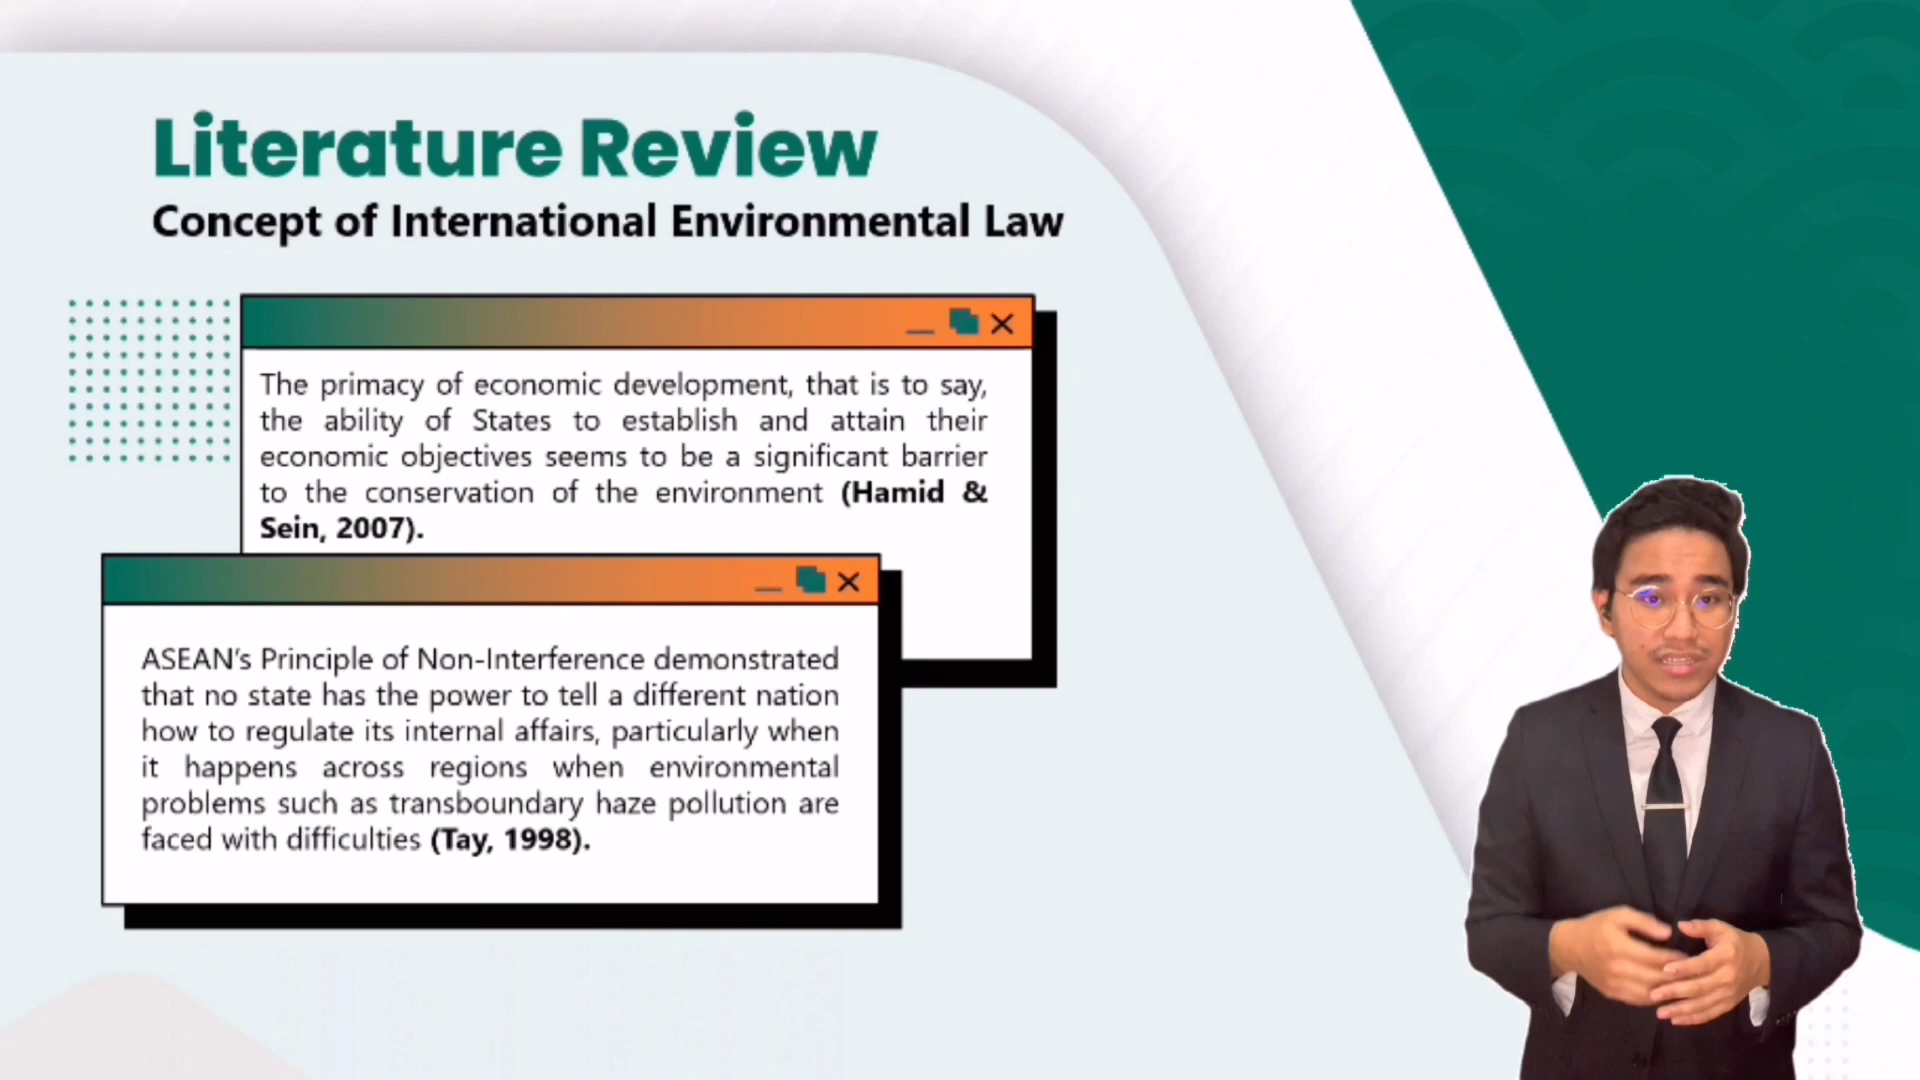 Literature Review
Concept of International Environmental Law
The primacy of economic development, that is to say,
the ability of States to establish and attain their
economic objectives seems to be a significant barrier
to the conservation of the environment (Hamid &
Sein, 2007).
ASEAN's Principle of Non-Interference demonstrated
that no state has the power to tell a different nation
how to regulate its internal affairs, particularly when
it happens across regions when environmental
problems such as transboundary haze pollution are
faced with difficulties (Tay, 1998).